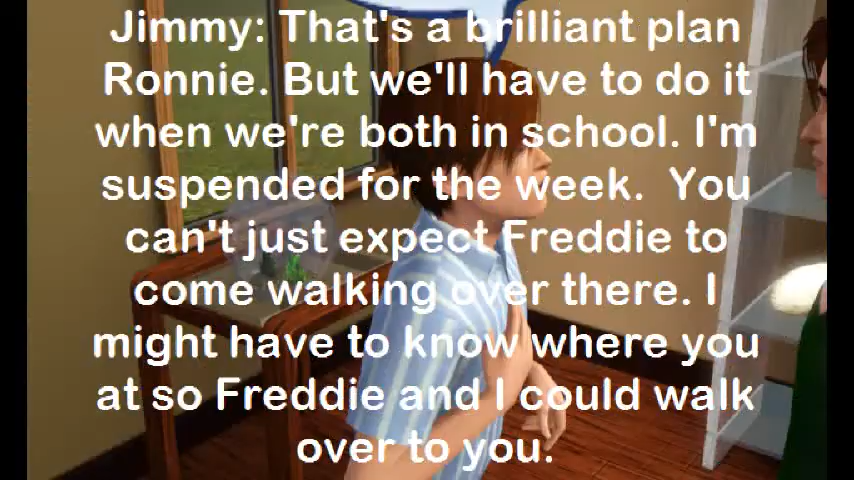 Jimmy: That's a brilliant plan
Ronnie. But we'll have to do it
when we're both in school. I'm
suspended for the week.  You
can't just expect Freddie to
come walking over there. I
might have to know where you
at so Freddie and I could walk
over to you.